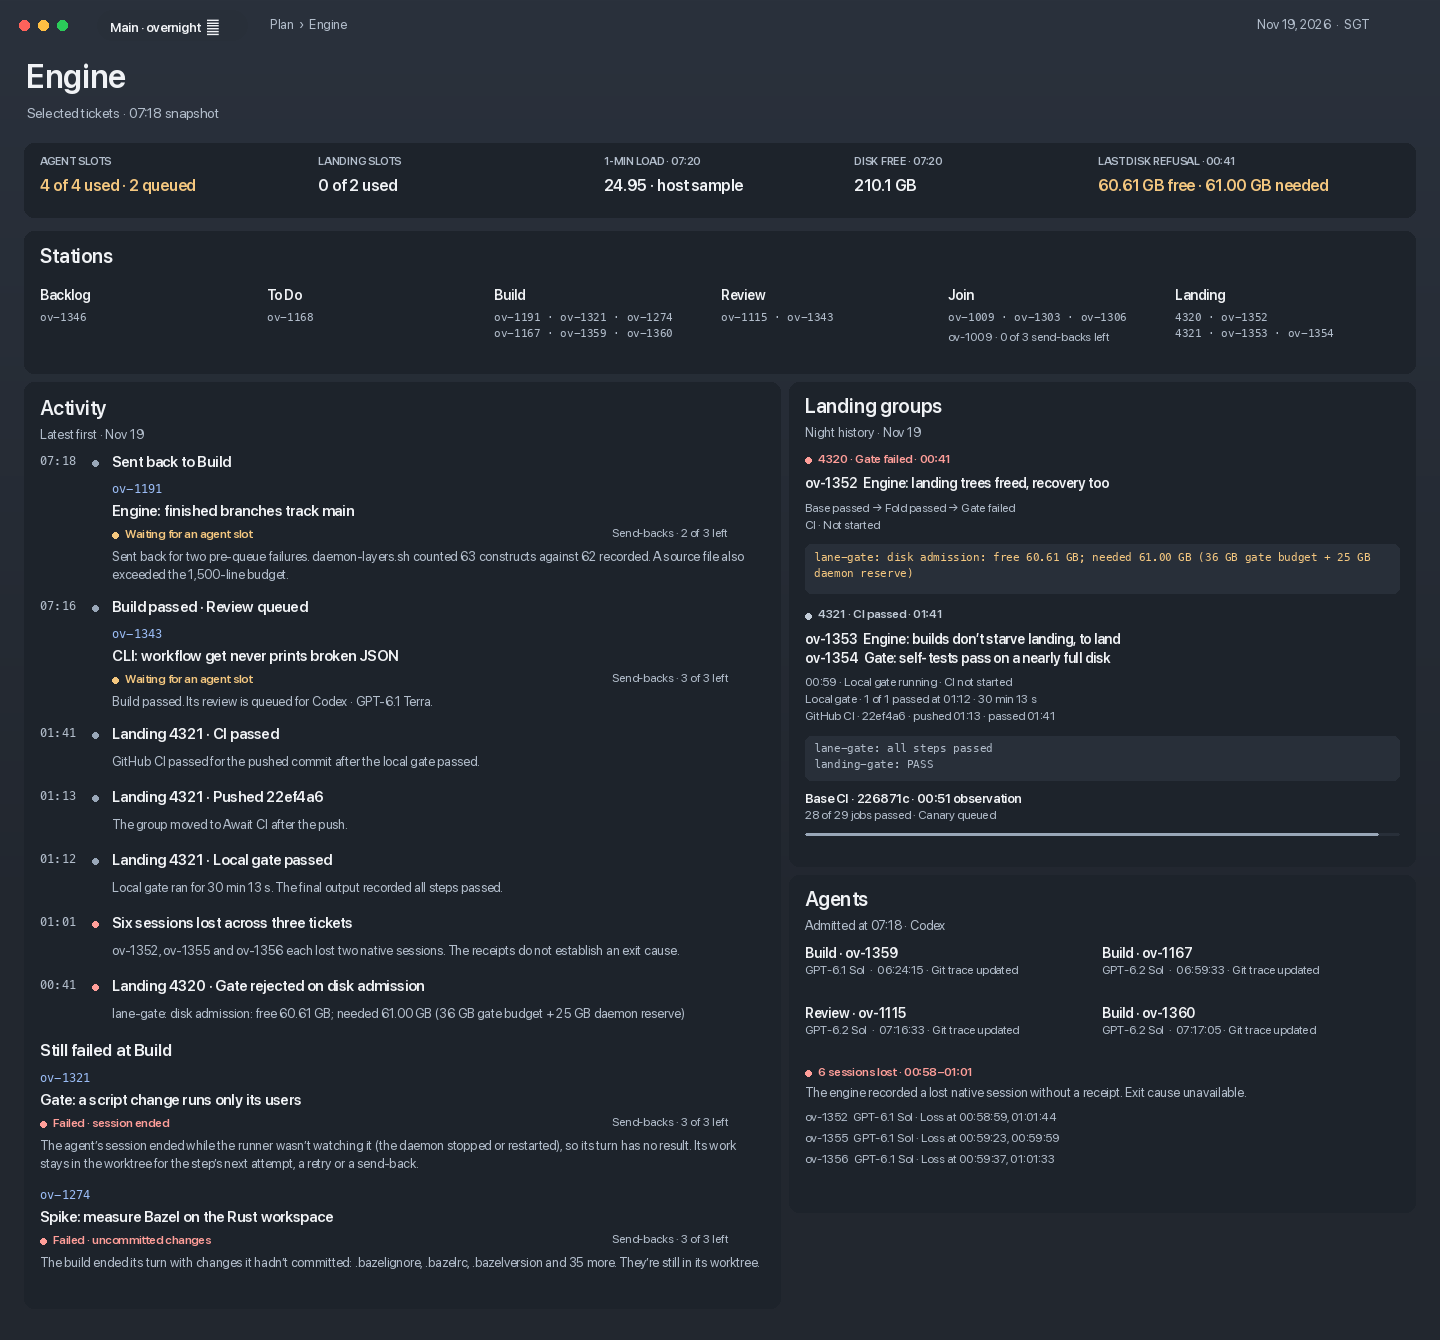 Main · overnight
Plan › Engine
Nov 19, 2026 · SGT
Engine
Selected tickets · 07:18 snapshot
AGENT SLOTS
4 of 4 used · 2 queued
LANDING SLOTS
0 of 2 used
1-MIN LOAD · 07:20
24.95 · host sample
DISK FREE · 07:20
210.1 GB
LAST DISK REFUSAL · 00:41
60.61 GB free · 61.00 GB needed
Stations
Backlog
ov-1346
To Do
ov-1168
Build
ov-1191 · ov-1321 · ov-1274
ov-1167 · ov-1359 · ov-1360
Review
ov-1115 · ov-1343
Join
ov-1009 · ov-1303 · ov-1306
ov-1009 · 0 of 3 send-backs left
Landing
4320 · ov-1352
4321 · ov-1353 · ov-1354
Activity
Latest first · Nov 19
07:18
Sent back to Build
ov-1191
Engine: finished branches track main
Waiting for an agent slot
Send-backs · 2 of 3 left
Sent back for two pre-queue failures. daemon-layers.sh counted 63 constructs against 62 recorded. A source file also
exceeded the 1,500-line budget.
07:16
Build passed · Review queued
ov-1343
CLI: workflow get never prints broken JSON
Waiting for an agent slot
Send-backs · 3 of 3 left
Build passed. Its review is queued for Codex · GPT-6.1 Terra.
01:41
Landing 4321 · CI passed
GitHub CI passed for the pushed commit after the local gate passed.
01:13
Landing 4321 · Pushed 22ef4a6
The group moved to Await CI after the push.
01:12
Landing 4321 · Local gate passed
Local gate ran for 30 min 13 s. The final output recorded all steps passed.
01:01
Six sessions lost across three tickets
ov-1352, ov-1355 and ov-1356 each lost two native sessions. The receipts do not establish an exit cause.
00:41
Landing 4320 · Gate rejected on disk admission
lane-gate: disk admission: free 60.61 GB; needed 61.00 GB (36 GB gate budget + 25 GB daemon reserve)
Still failed at Build
ov-1321
Gate: a script change runs only its users
Failed · session ended
Send-backs · 3 of 3 left
The agent's session ended while the runner wasn't watching it (the daemon stopped or restarted), so its turn has no result. Its work
stays in the worktree for the step's next attempt, a retry or a send-back.
ov-1274
Spike: measure Bazel on the Rust workspace
Failed · uncommitted changes
Send-backs · 3 of 3 left
The build ended its turn with changes it hadn't committed: .bazelignore, .bazelrc, .bazelversion and 35 more. They're still in its worktree.
Landing groups
Night history · Nov 19
4320 · Gate failed · 00:41
ov-1352 Engine: landing trees freed, recovery too
Base passed → Fold passed → Gate failed
CI · Not started
lane-gate: disk admission: free 60.61 GB; needed 61.00 GB (36 GB gate budget + 25 GB
daemon reserve)
4321 · CI passed · 01:41
ov-1353 Engine: builds don't starve landing, to land
ov-1354 Gate: self-tests pass on a nearly full disk
00:59 · Local gate running · CI not started
Local gate · 1 of 1 passed at 01:12 · 30 min 13 s
GitHub CI · 22ef4a6 · pushed 01:13 · passed 01:41
lane-gate: all steps passed
landing-gate: PASS
Base CI · 226871c · 00:51 observation
28 of 29 jobs passed · Canary queued
Agents
Admitted at 07:18 · Codex
Build · ov-1359
GPT-6.1 Sol · 06:24:15 · Git trace updated
Build · ov-1167
GPT-6.2 Sol · 06:59:33 · Git trace updated
Review · ov-1115
GPT-6.2 Sol · 07:16:33 · Git trace updated
Build · ov-1360
GPT-6.2 Sol · 07:17:05 · Git trace updated
6 sessions lost · 00:58–01:01
The engine recorded a lost native session without a receipt. Exit cause unavailable.
ov-1352 GPT-6.1 Sol · Loss at 00:58:59, 01:01:44
ov-1355 GPT-6.1 Sol · Loss at 00:59:23, 00:59:59
ov-1356 GPT-6.1 Sol · Loss at 00:59:37, 01:01:33